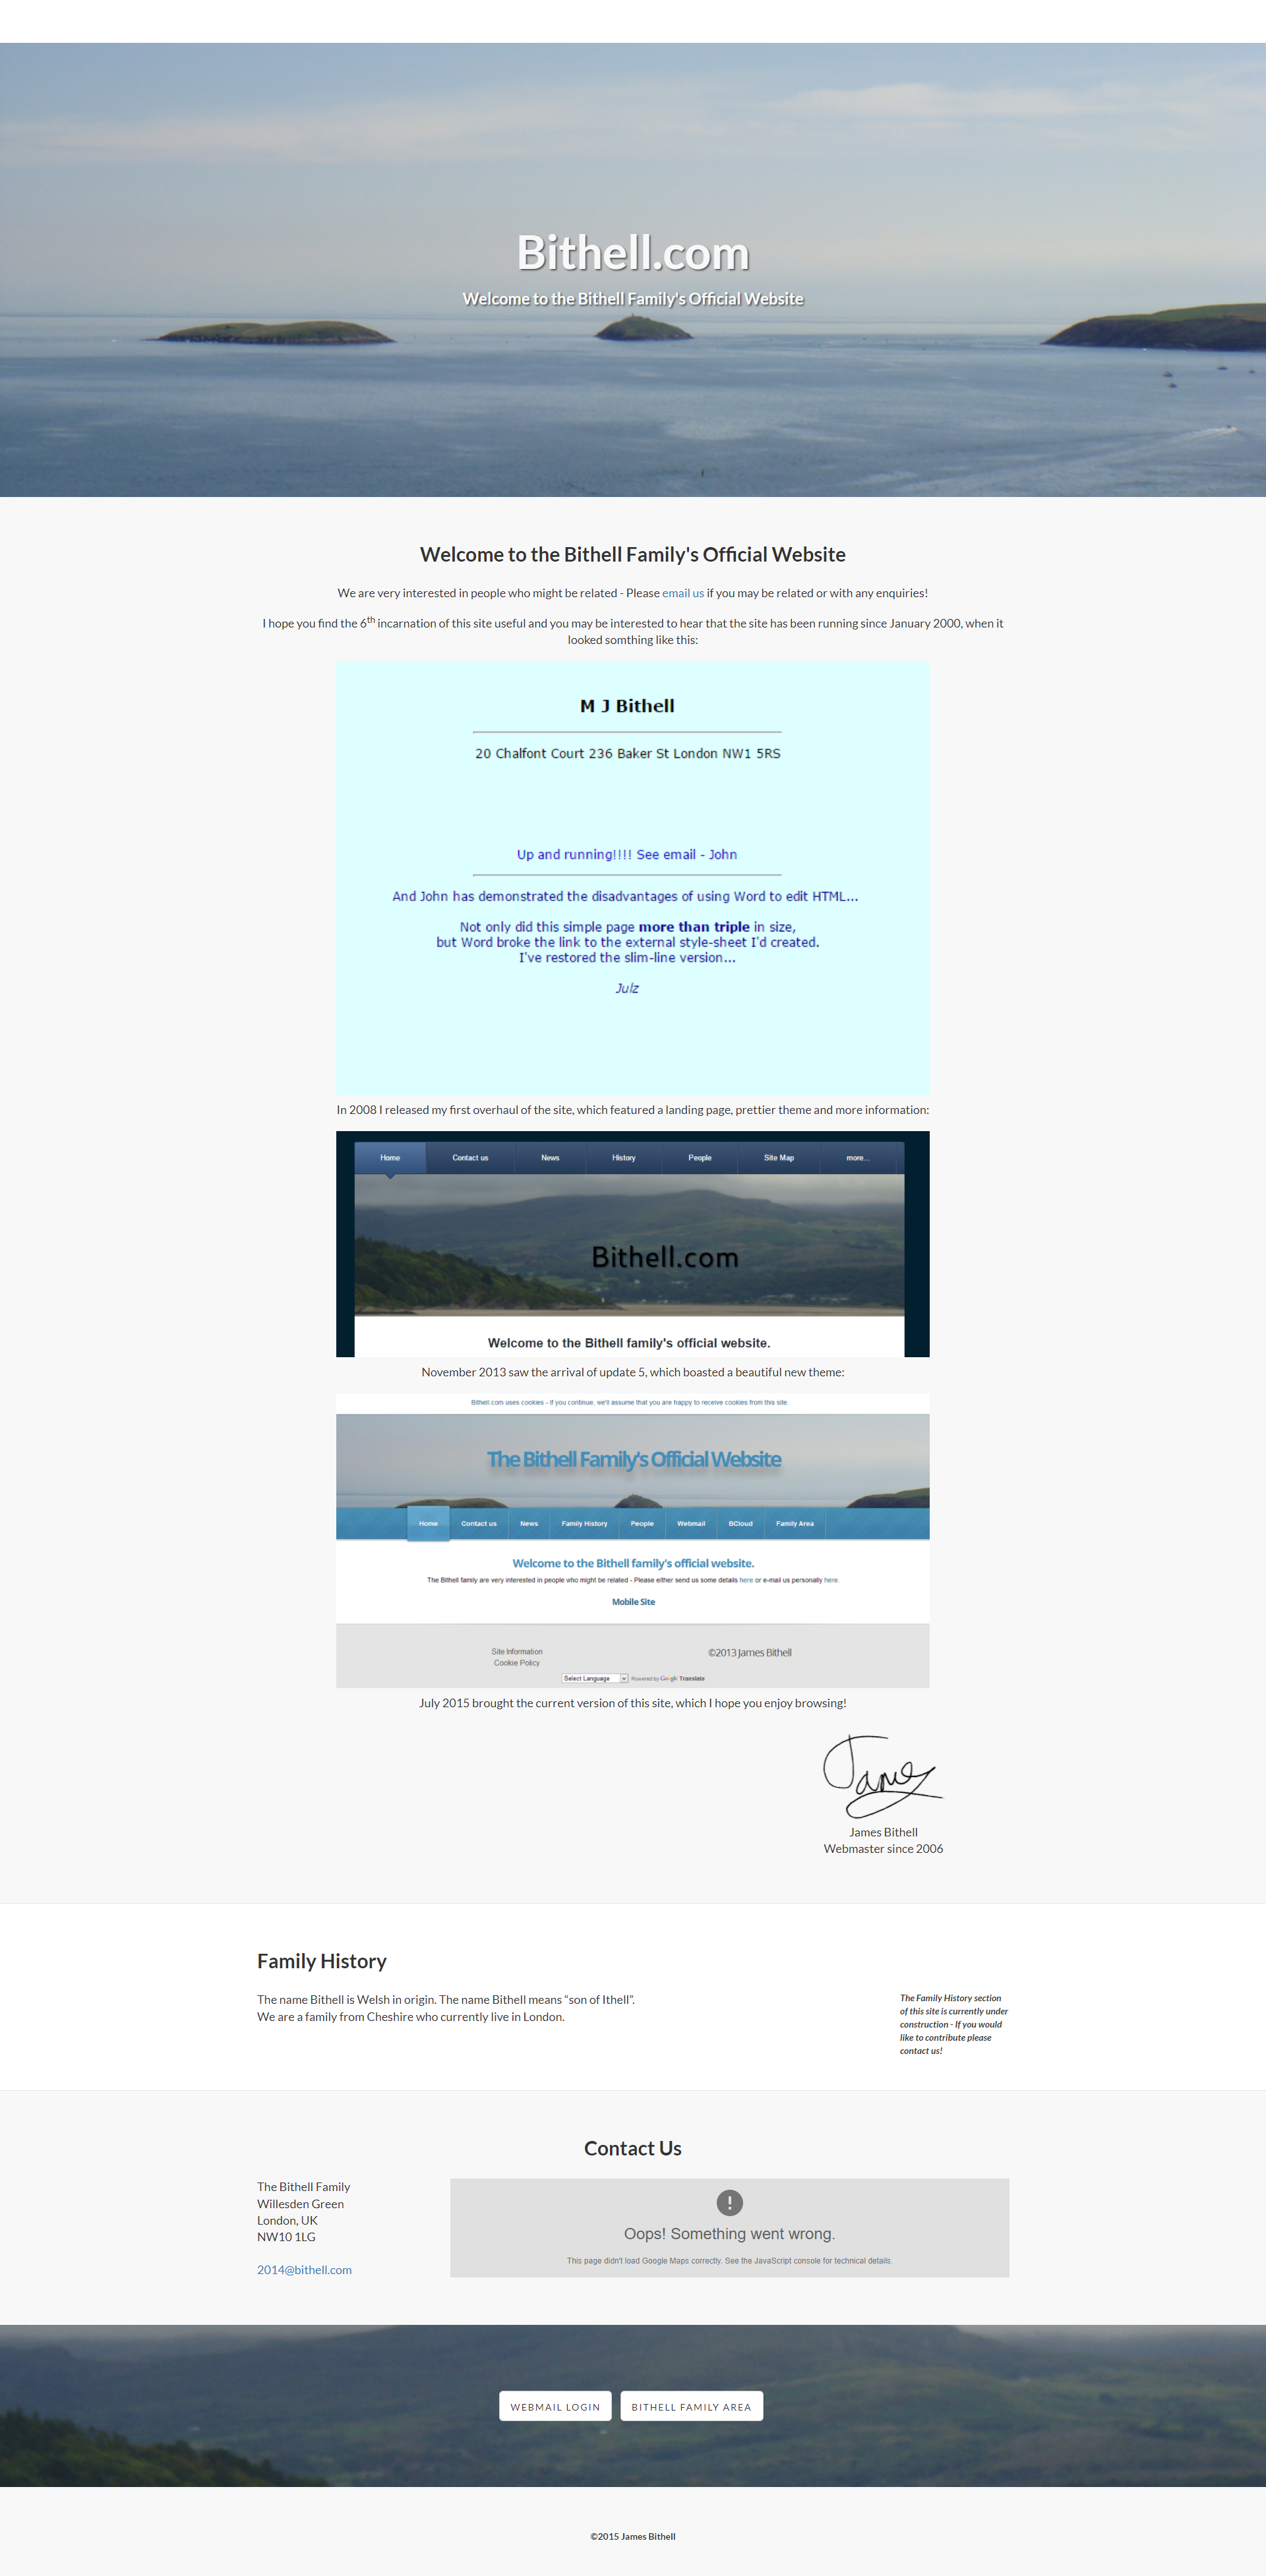 Bithell.com
Welcome to the Bithell Family's Official Website
Welcome to the Bithell Family's Official Website
We are very interested in people who might be related - Please email us if you may be related or with any enquiries!
I hope you find the 6th incarnation of this site useful and you may be interested to hear that the site has been running since January 2000, when it
looked somthing like this:
M J Bithell
20 Chalfont Court 236 Baker St London NW1 5RS
Up and running!!!! See email - John
And John has demonstrated the disadvantages of using Word to edit HTML...
Not only did this simple page more than triple in size,
but Word broke the link to the external style-sheet I'd created.
I've restored the slim-line version...
Julz
In 2008 I released my first overhaul of the site, which featured a landing page, prettier theme and more information:
Home Contact us News History People Site Map more...
Bithell.com
Welcome to the Bithell family's official website.
November 2013 saw the arrival of update 5, which boasted a beautiful new theme:
Bithell.com uses cookies - If you continue, we'll assume that you are happy to receive cookies from this site.
The Bithell Family's Official Website
Home Contact us News Family History People Webmail BCloud Family Area
Welcome to the Bithell family's official website.
The Bithell family are very interested in people who might be related - Please either send us some details here or e-mail us personally here.
Mobile Site
Site Information
Cookie Policy
©2013 James Bithell
Select Language Powered by Google Translate
July 2015 brought the current version of this site, which I hope you enjoy browsing!
James
James Bithell
Webmaster since 2006
Family History
The name Bithell is Welsh in origin. The name Bithell means “son of Ithell”.
We are a family from Cheshire who currently live in London.
The Family History section
of this site is currently under
construction - If you would
like to contribute please
contact us!
Contact Us
The Bithell Family
Willesden Green
London, UK
NW10 1LG
2014@bithell.com
Oops! Something went wrong.
This page didn't load Google Maps correctly. See the JavaScript console for technical details.
WEBMAIL LOGIN BITHELL FAMILY AREA
©2015 James Bithell